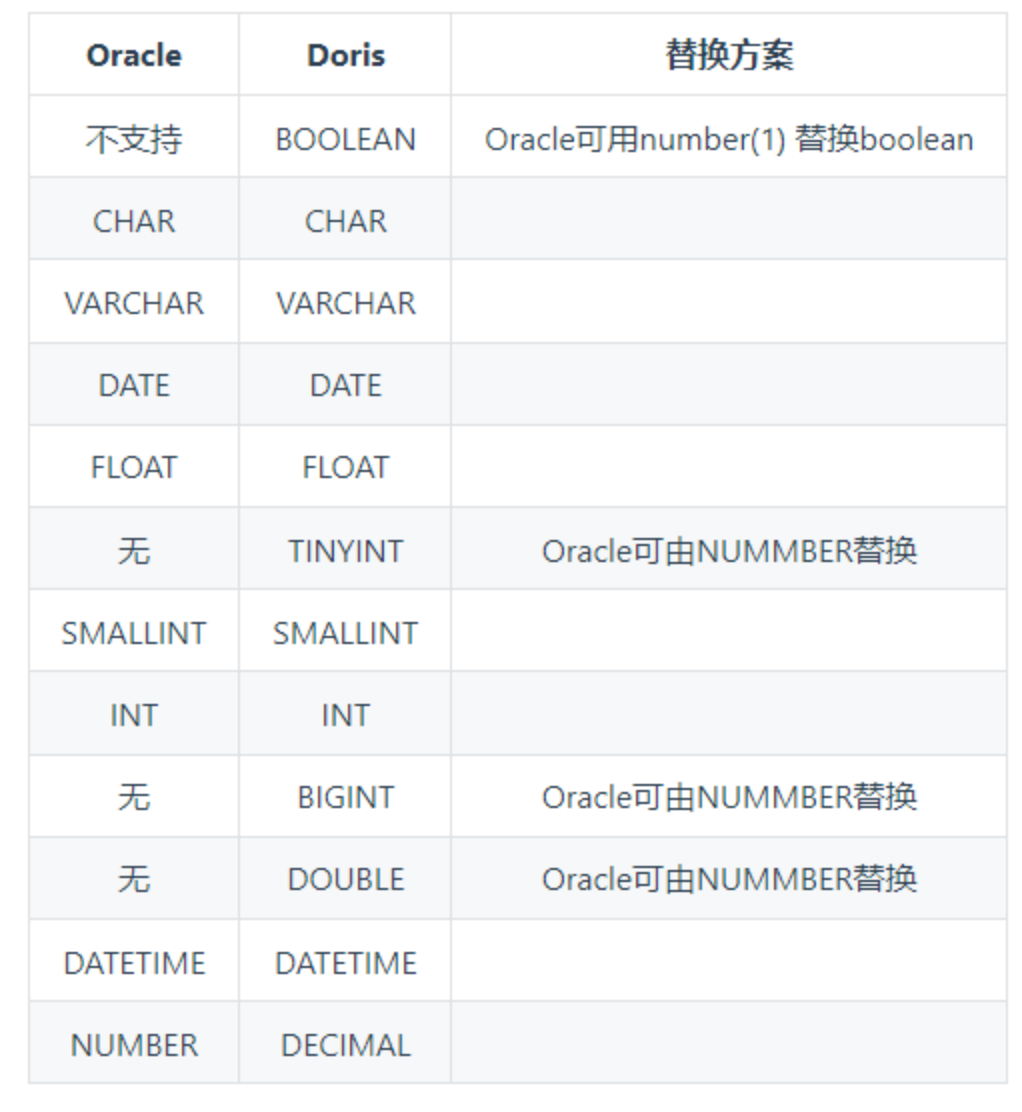 Oracle Doris 替换方案
不支持 BOOLEAN Oracle可用number(1) 替换boolean
CHAR CHAR
VARCHAR VARCHAR
DATE DATE
FLOAT FLOAT
无 TINYINT Oracle可由NUMMBER替换
SMALLINT SMALLINT
INT INT
无 BIGINT Oracle可由NUMMBER替换
无 DOUBLE Oracle可由NUMMBER替换
DATETIME DATETIME
NUMBER DECIMAL